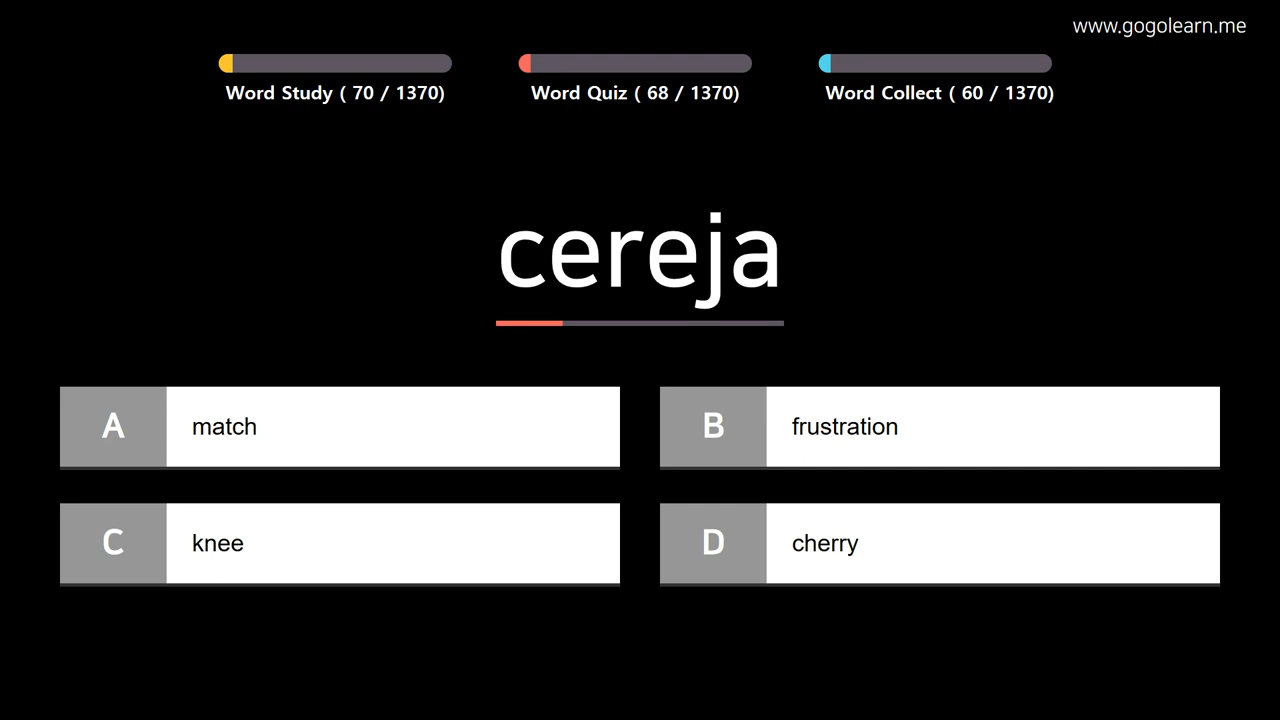 www.gogolearn.me
Word Study ( 70 / 1370)
Word Quiz ( 68 / 1370)
Word Collect ( 60 / 1370)
cereja
A match
B frustration
C knee
D cherry